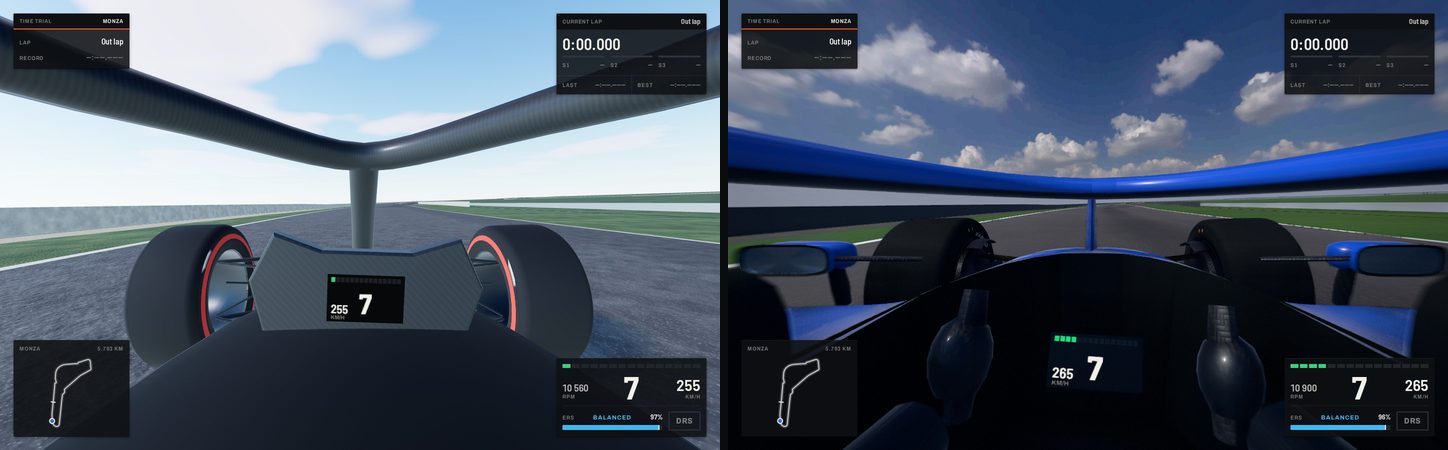 TIME TRIAL MONZA
LAP Out lap
RECORD –:––.–––
CURRENT LAP Out lap
0:00.000
S1 – S2 – S3 –
LAST –:––.––– BEST –:––.–––
255 7
KM/H
MONZA 5.793 KM
10 560 7 255
RPM KM/H
ERS BALANCED 97% DRS
TIME TRIAL MONZA
LAP Out lap
RECORD –:––.–––
CURRENT LAP Out lap
0:00.000
S1 – S2 – S3 –
LAST –:––.––– BEST –:––.–––
265 7
KM/H
MONZA 5.793 KM
10 900 7 265
RPM KM/H
ERS BALANCED 96% DRS